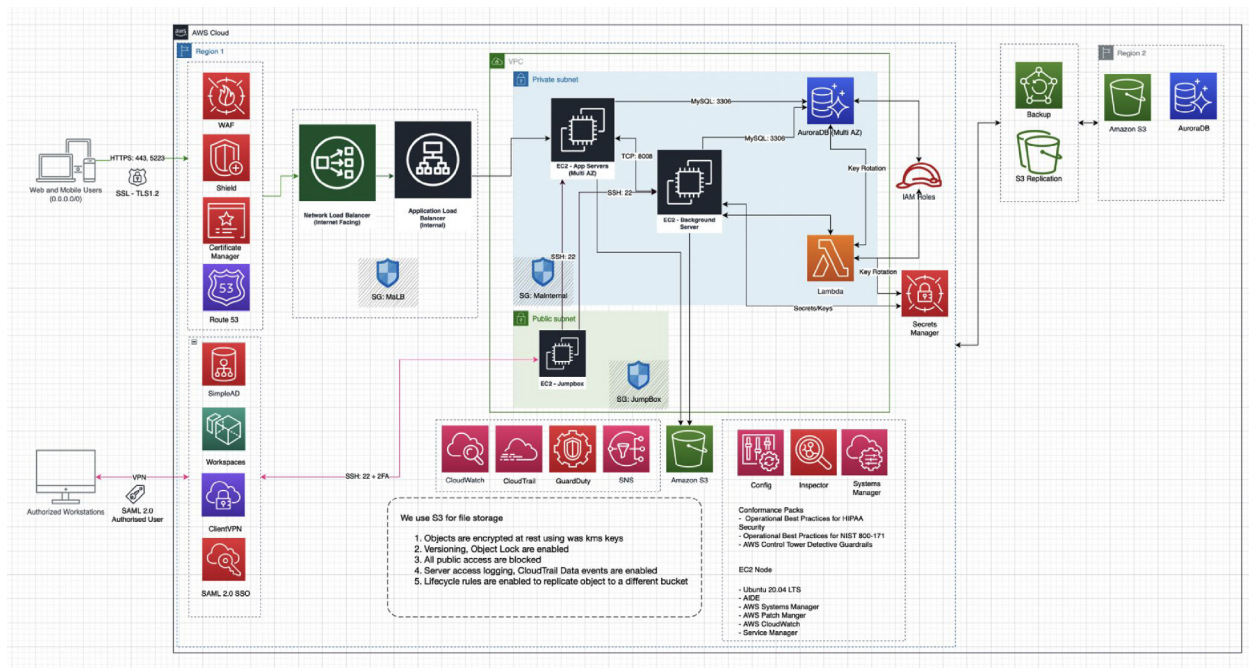 aws
AWS Cloud
Region 1
WAF
Shield
Certificate
Manager
53
Route 53
Web and Mobile Users
(0.0.0.0/0)
HTTPS: 443, 5223
SSL - TLS1.2
Network Load Balancer
(Internet Facing)
Application Load
Balancer
(Internal)
SG: MaLB
VPC
Private subnet
EC2 - App Servers
(Multi AZ)
MySQL: 3306
AuroraDB (Multi AZ)
MySQL: 3306
TCP: 8008
SSH: 22
EC2 - Background
Server
Key Rotation
IAM Roles
SSH: 22
SG: MaInternal
Lambda
Key Rotation
Secrets/Keys
Secrets
Manager
Public subnet
EC2 - Jumpbox
SG: JumpBox
Backup
S3 Replication
Region 2
Amazon S3
AuroraDB
SimpleAD
Workspaces
ClientVPN
SAML 2.0 SSO
Authorized Workstations
VPN
SAML 2.0
Authorised User
SSH: 22 + 2FA
CloudWatch
CloudTrail
GuardDuty
SNS
Amazon S3
Config
Inspector
Systems
Manager
We use S3 for file storage
1. Objects are encrypted at rest using was kms keys
2. Versioning, Object Lock are enabled
3. All public access are blocked
4. Server access logging, CloudTrail Data events are enabled
5. Lifecycle rules are enabled to replicate object to a different bucket
Conformance Packs
- Operational Best Practices for HIPAA
Security
- Operational Best Practices for NIST 800-171
- AWS Control Tower Detective Guardrails
EC2 Node
- Ubuntu 20.04 LTS
- AIDE
- AWS Systems Manager
- AWS Patch Manger
- AWS CloudWatch
- Service Manager